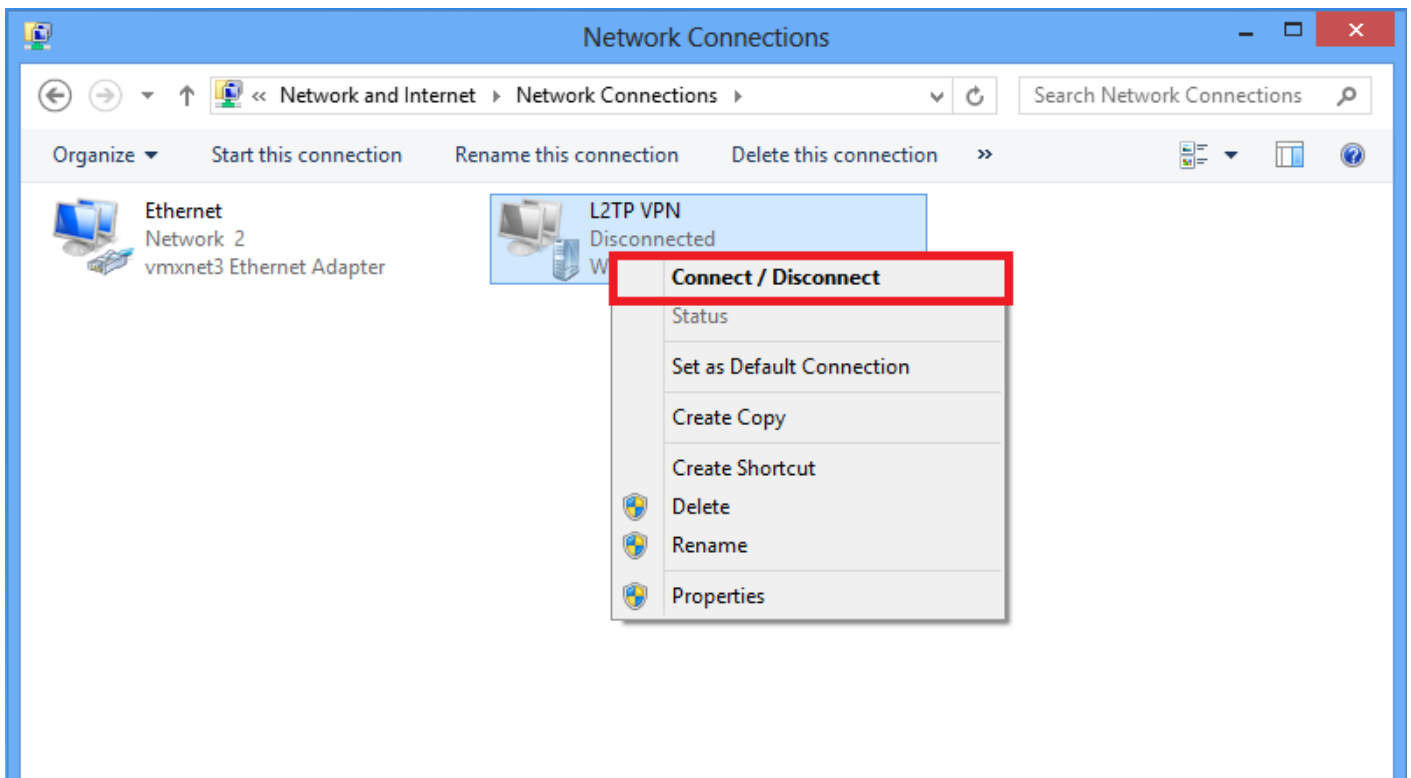 Network Connections
« Network and Internet Network Connections
Search Network Connections
Organize Start this connection Rename this connection Delete this connection »
Ethernet
Network 2
vmxnet3 Ethernet Adapter
L2TP VPN
Disconnected
Connect / Disconnect
Status
Set as Default Connection
Create Copy
Create Shortcut
Delete
Rename
Properties